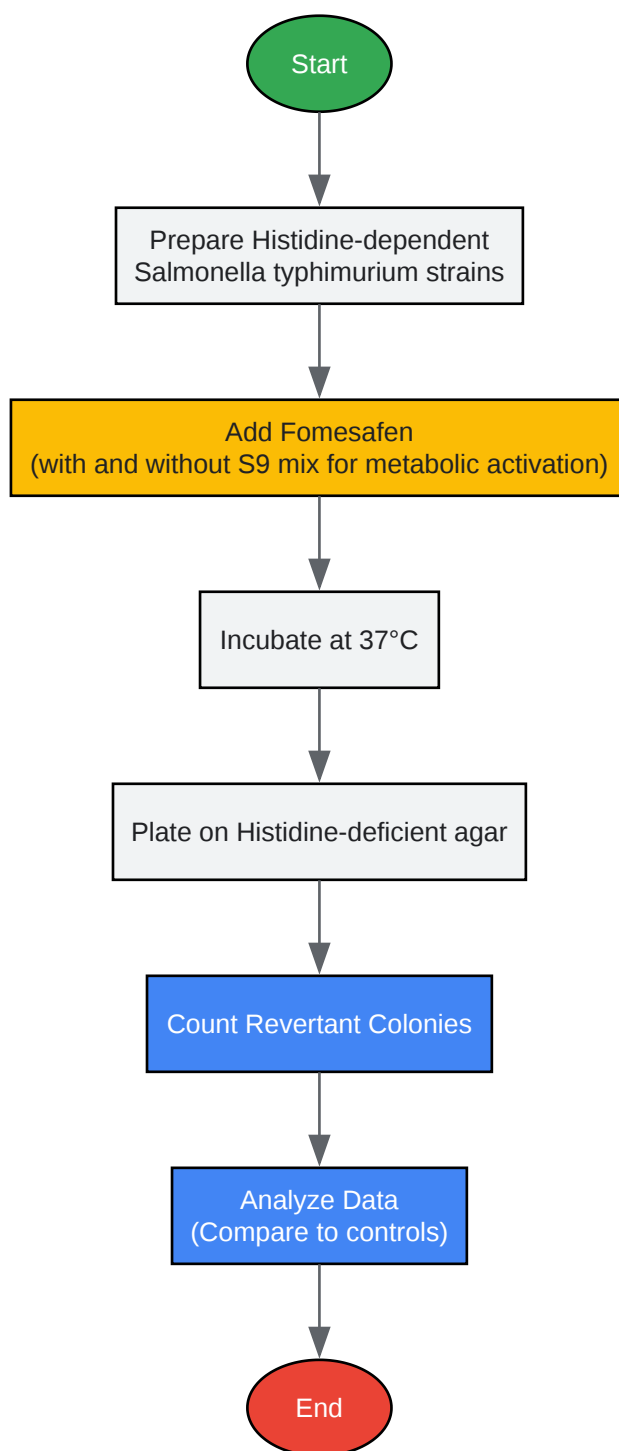 Start
Prepare Histidine-dependent
Salmonella typhimurium strains
Add Fomesafen
(with and without S9 mix for metabolic activation)
Incubate at 37°C
Plate on Histidine-deficient agar
Count Revertant Colonies
Analyze Data
(Compare to controls)
End